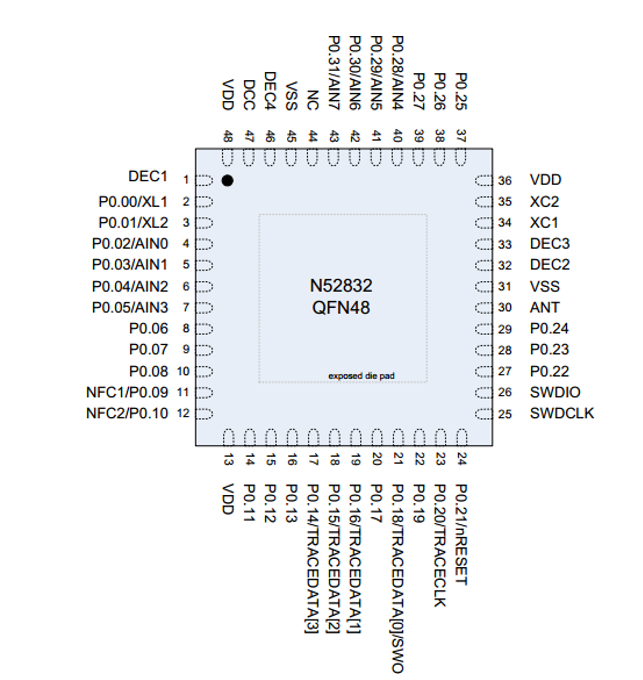 VDD
DCC
DEC4
VSS
NC
P0.31/AIN7
P0.30/AIN6
P0.29/AIN5
P0.28/AIN4
P0.27
P0.26
P0.25
48 47 46 45 44 43 42 41 40 39 38 37
DEC1 1
P0.00/XL1 2
P0.01/XL2 3
P0.02/AIN0 4
P0.03/AIN1 5
P0.04/AIN2 6
P0.05/AIN3 7
P0.06 8
P0.07 9
P0.08 10
NFC1/P0.09 11
NFC2/P0.10 12
N52832
QFN48
exposed die pad
36 VDD
35 XC2
34 XC1
33 DEC3
32 DEC2
31 VSS
30 ANT
29 P0.24
28 P0.23
27 P0.22
26 SWDIO
25 SWDCLK
13 14 15 16 17 18 19 20 21 22 23 24
VDD
P0.11
P0.12
P0.13
P0.14/TRACEDATA[3]
P0.15/TRACEDATA[2]
P0.16/TRACEDATA[1]
P0.17
P0.18/TRACEDATA[0]/SWO
P0.19
P0.20/TRACECLK
P0.21/nRESET